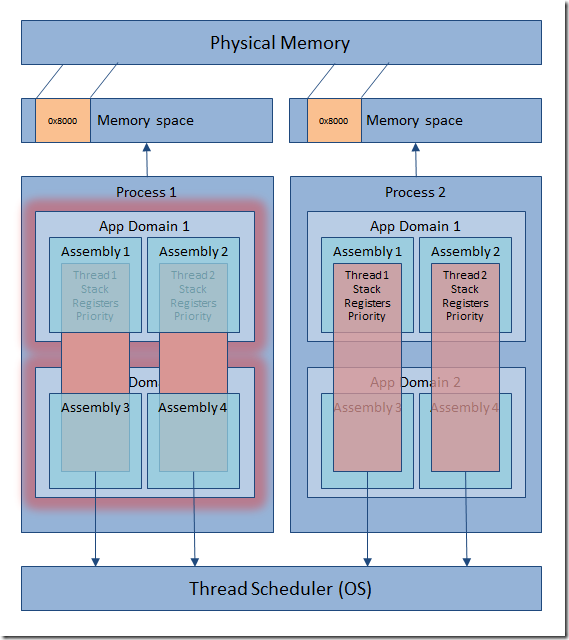 Physical Memory
0x8000
Memory space
0x8000
Memory space
Process 1
App Domain 1
Assembly 1
Thread1
Stack
Registers
Priority
Assembly 2
Thread2
Stack
Registers
Priority
Doma
Assembly 3
Assembly 4
Process 2
App Domain 1
Assembly 1
Thread1
Stack
Registers
Priority
Assembly 2
Thread2
Stack
Registers
Priority
App Domain 2
Assembly 3
Assembly 4
Thread Scheduler (OS)